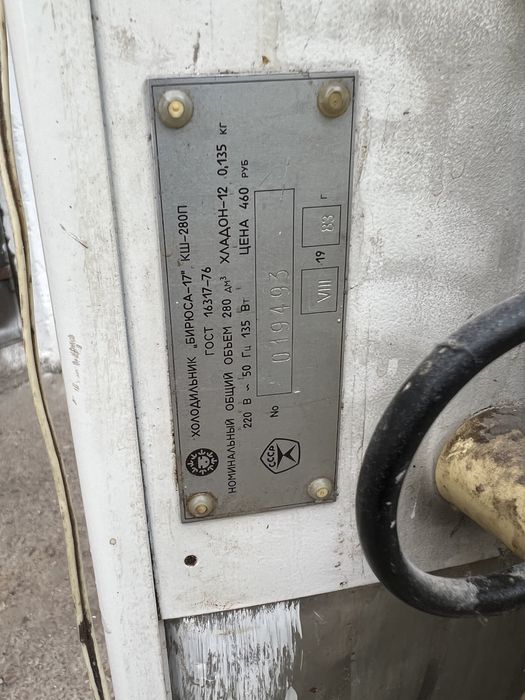 ХОЛОДИЛЬНИК „БИРЮСА-17" КШ-280П
ГОСТ 16317-76
НОМИНАЛЬНЫЙ ОБЩИЙ ОБЪЕМ 280 дм³ ХЛАДОН-12 0,135 кг
220 В ~ 50 Гц 135 Вт ЦЕНА 460 РУБ
№ 019493
СССР
VIII 19 83 г